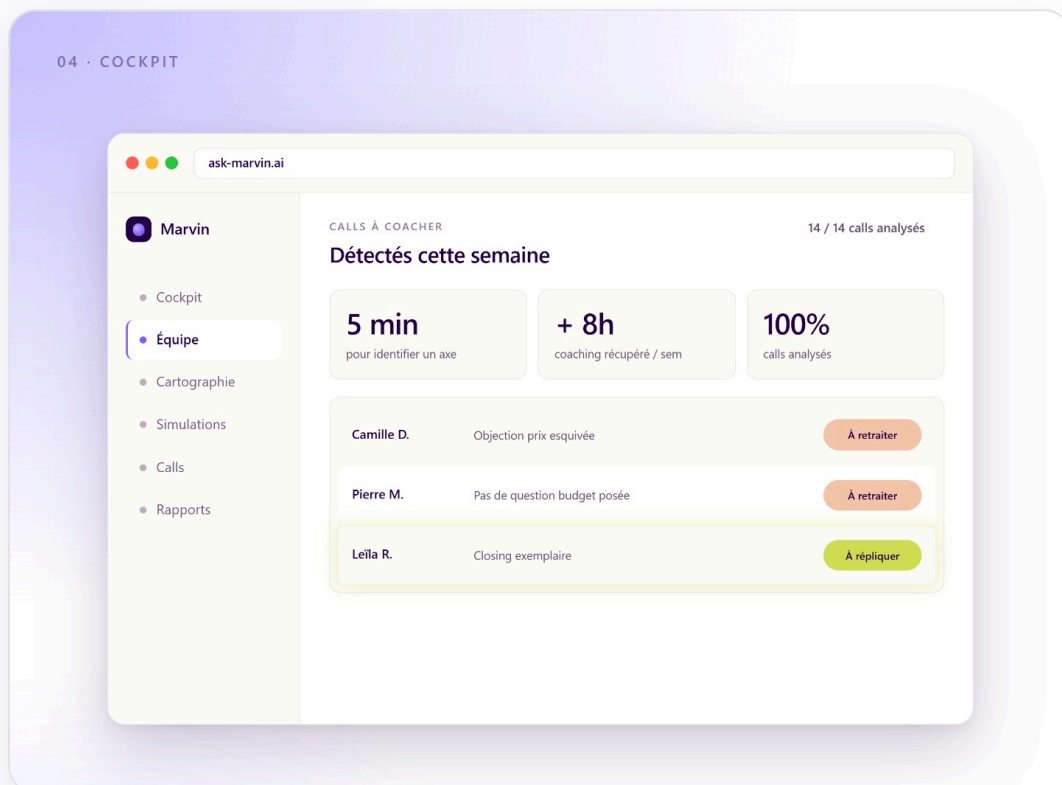 04 · COCKPIT
ask-marvin.ai
Marvin
Cockpit
Équipe
Cartographie
Simulations
Calls
Rapports
CALLS À COACHER
14 / 14 calls analysés
Détectés cette semaine
5 min
pour identifier un axe
+ 8h
coaching récupéré / sem
100%
calls analysés
Camille D. Objection prix esquivée À retraiter
Pierre M. Pas de question budget posée À retraiter
Leïla R. Closing exemplaire À répliquer